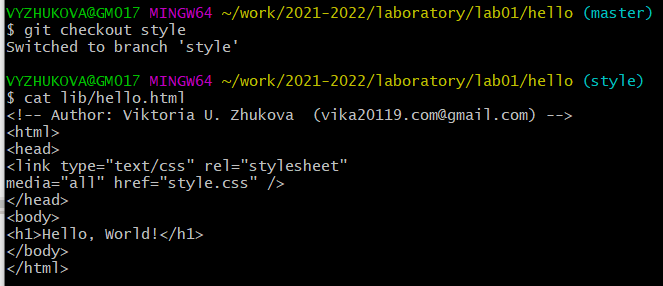 VYZHUKOVA@GM017 MINGW64 ~/work/2021-2022/laboratory/lab01/hello (master)
$ git checkout style
Switched to branch 'style'
VYZHUKOVA@GM017 MINGW64 ~/work/2021-2022/laboratory/lab01/hello (style)
$ cat lib/hello.html
<!-- Author: Viktoria U. Zhukova  (vika20119.com@gmail.com) -->
<html>
<head>
<link type="text/css" rel="stylesheet"
media="all" href="style.css" />
</head>
<body>
<h1>Hello, World!</h1>
</body>
</html>